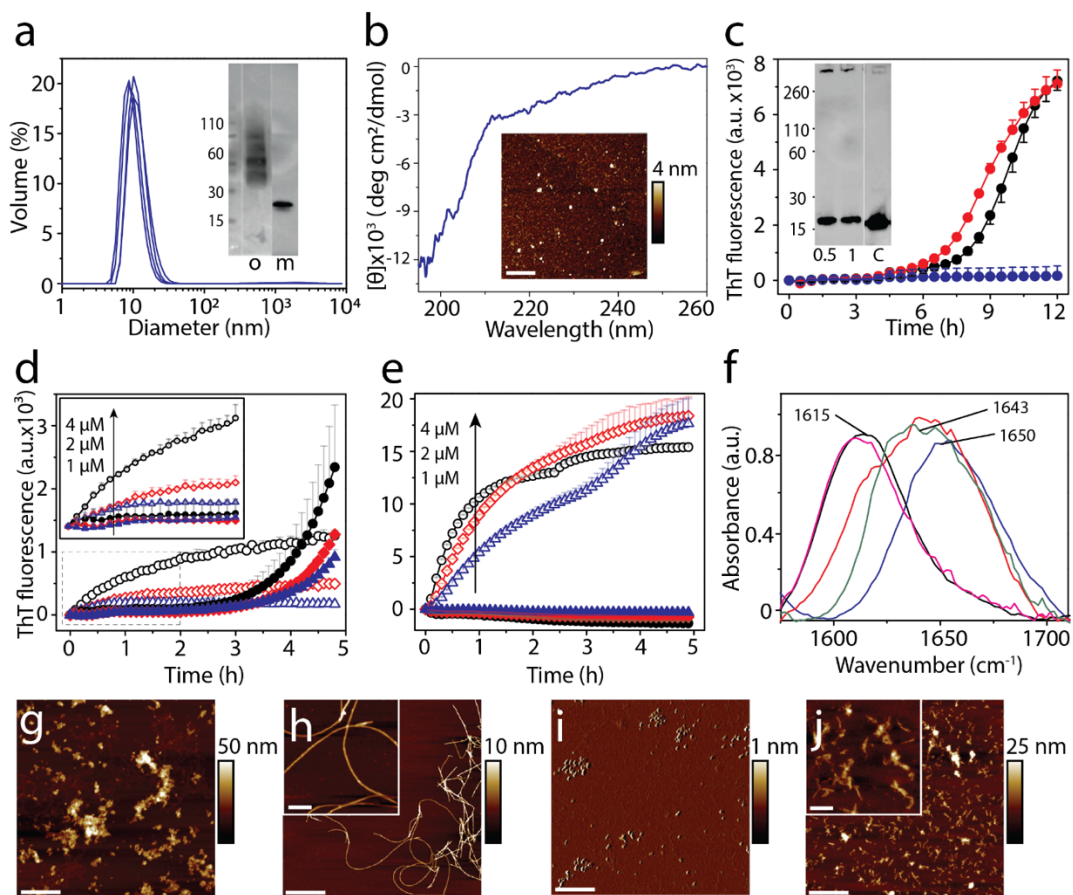 a
Volume (%)
20
15
10
5
0
1
10
10²
10³
10⁴
Diameter (nm)
110
60
30
15
o m
b
[θ]x10³ (deg cm²/dmol)
0
-3
-6
-9
-12
200 220 240 260
Wavelength (nm)
4 nm
c
ThT fluorescence (a.u. x10³)
8
6
4
2
0
0 3 6 9 12
Time (h)
260
110
60
30
15
0.5 1 C
d
ThT fluorescence (a.u.x10³)
3
2
1
0
0 1 2 3 4 5
Time (h)
4 μM
2 μM
1 μM
e
20
15
10
5
0
0 1 2 3 4 5
Time (h)
4 μM
2 μM
1 μM
f
Absorbance (a.u.)
0.8
0.4
0
1600 1650 1700
Wavenumber (cm⁻¹)
1615
1643
1650
g
50 nm
h
10 nm
i
1 nm
j
25 nm